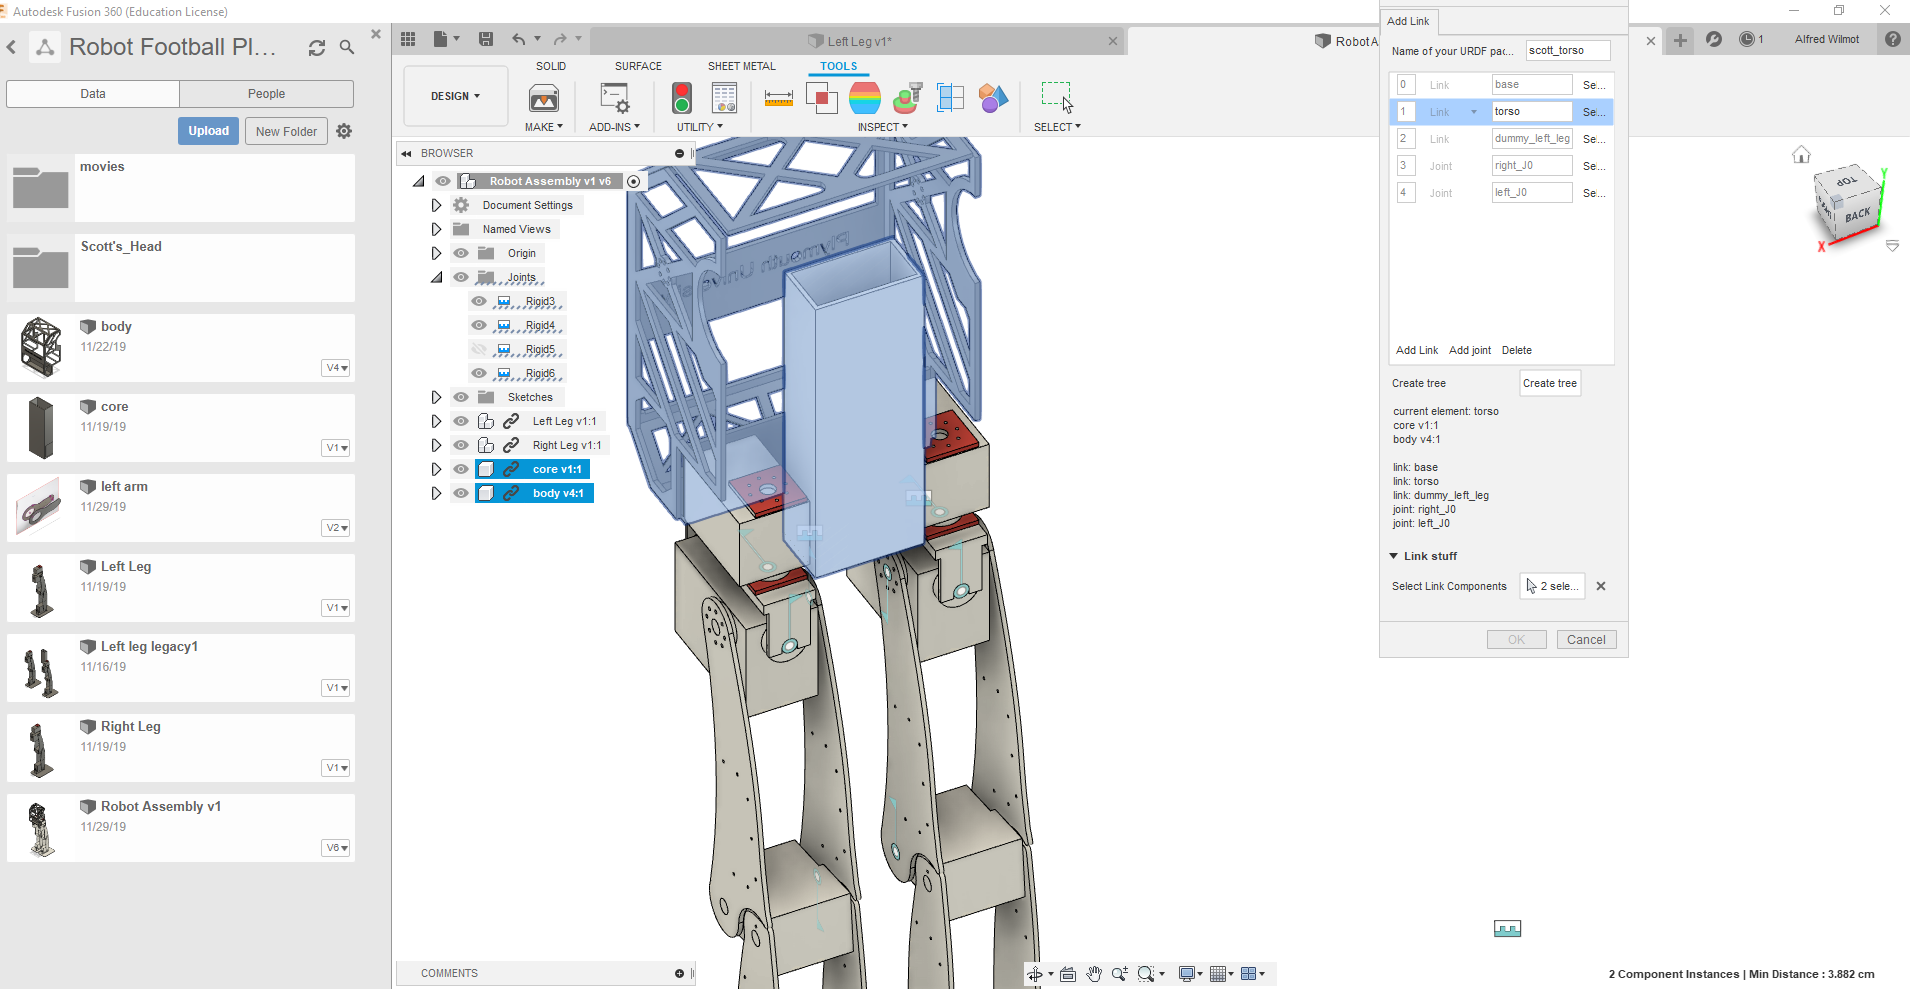 Autodesk Fusion 360 (Education License)
Robot Football Pl...
Data
People
Upload
New Folder
movies
Scott's_Head
body
11/22/19
V4
core
11/19/19
V1
left arm
11/29/19
V2
Left Leg
11/19/19
V1
Left leg legacy1
11/16/19
V1
Right Leg
11/19/19
V1
Robot Assembly v1
11/29/19
V6
Left Leg v1*
Robot A
1
Alfred Wilmot
SOLID
SURFACE
SHEET METAL
TOOLS
DESIGN
MAKE
ADD-INS
UTILITY
INSPECT
SELECT
BROWSER
Robot Assembly v1 v6
Document Settings
Named Views
Origin
Joints
Rigid3
Rigid4
Rigid5
Rigid6
Sketches
Left Leg v1:1
Right Leg v1:1
core v1:1
body v4:1
Plymouth
COMMENTS
Add Link
Name of your URDF pac...
scott_torso
0 Link base Se...
1 Link torso Se...
2 Link dummy_left_leg Se...
3 Joint right_J0 Se...
4 Joint left_J0 Se...
Add Link Add joint Delete
Create tree
Create tree
current element: torso
core v1:1
body v4:1
link: base
link: torso
link: dummy_left_leg
joint: right_J0
joint: left_J0
Link stuff
Select Link Components
2 sele...
OK
Cancel
TOP
BACK
Y
X
2 Component Instances | Min Distance : 3.882 cm